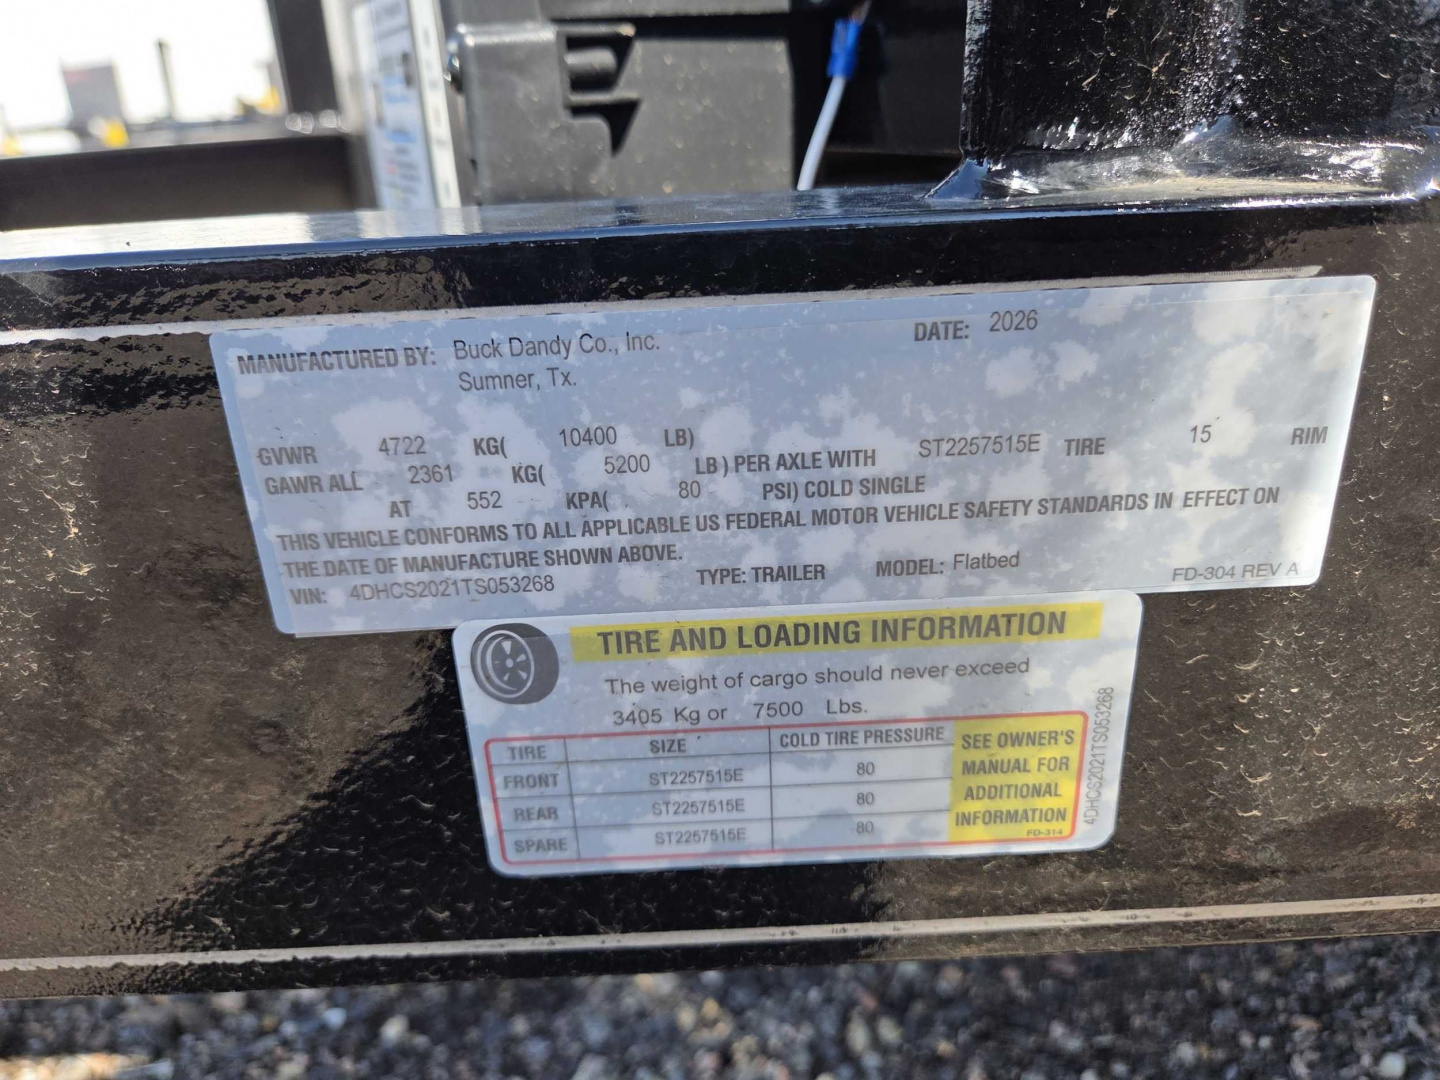 MANUFACTURED BY: Buck Dandy Co., Inc. DATE: 2026
Sumner, Tx.
GVWR 4722 KG( 10400 LB)
GAWR ALL 2361 KG( 5200 LB ) PER AXLE WITH ST2257515E TIRE 15 RIM
AT 552 KPA( 80 PSI) COLD SINGLE
THIS VEHICLE CONFORMS TO ALL APPLICABLE US FEDERAL MOTOR VEHICLE SAFETY STANDARDS IN EFFECT ON
THE DATE OF MANUFACTURE SHOWN ABOVE.
VIN: 4DHCS2021TS053268 TYPE: TRAILER MODEL: Flatbed FD-304 REV A
TIRE AND LOADING INFORMATION
The weight of cargo should never exceed
3405 Kg or 7500 Lbs.
TIRE SIZE COLD TIRE PRESSURE
FRONT ST2257515E 80
REAR ST2257515E 80
SPARE ST2257515E 80
SEE OWNER'S
MANUAL FOR
ADDITIONAL
INFORMATION
FD-314
4DHCS2021TS053268